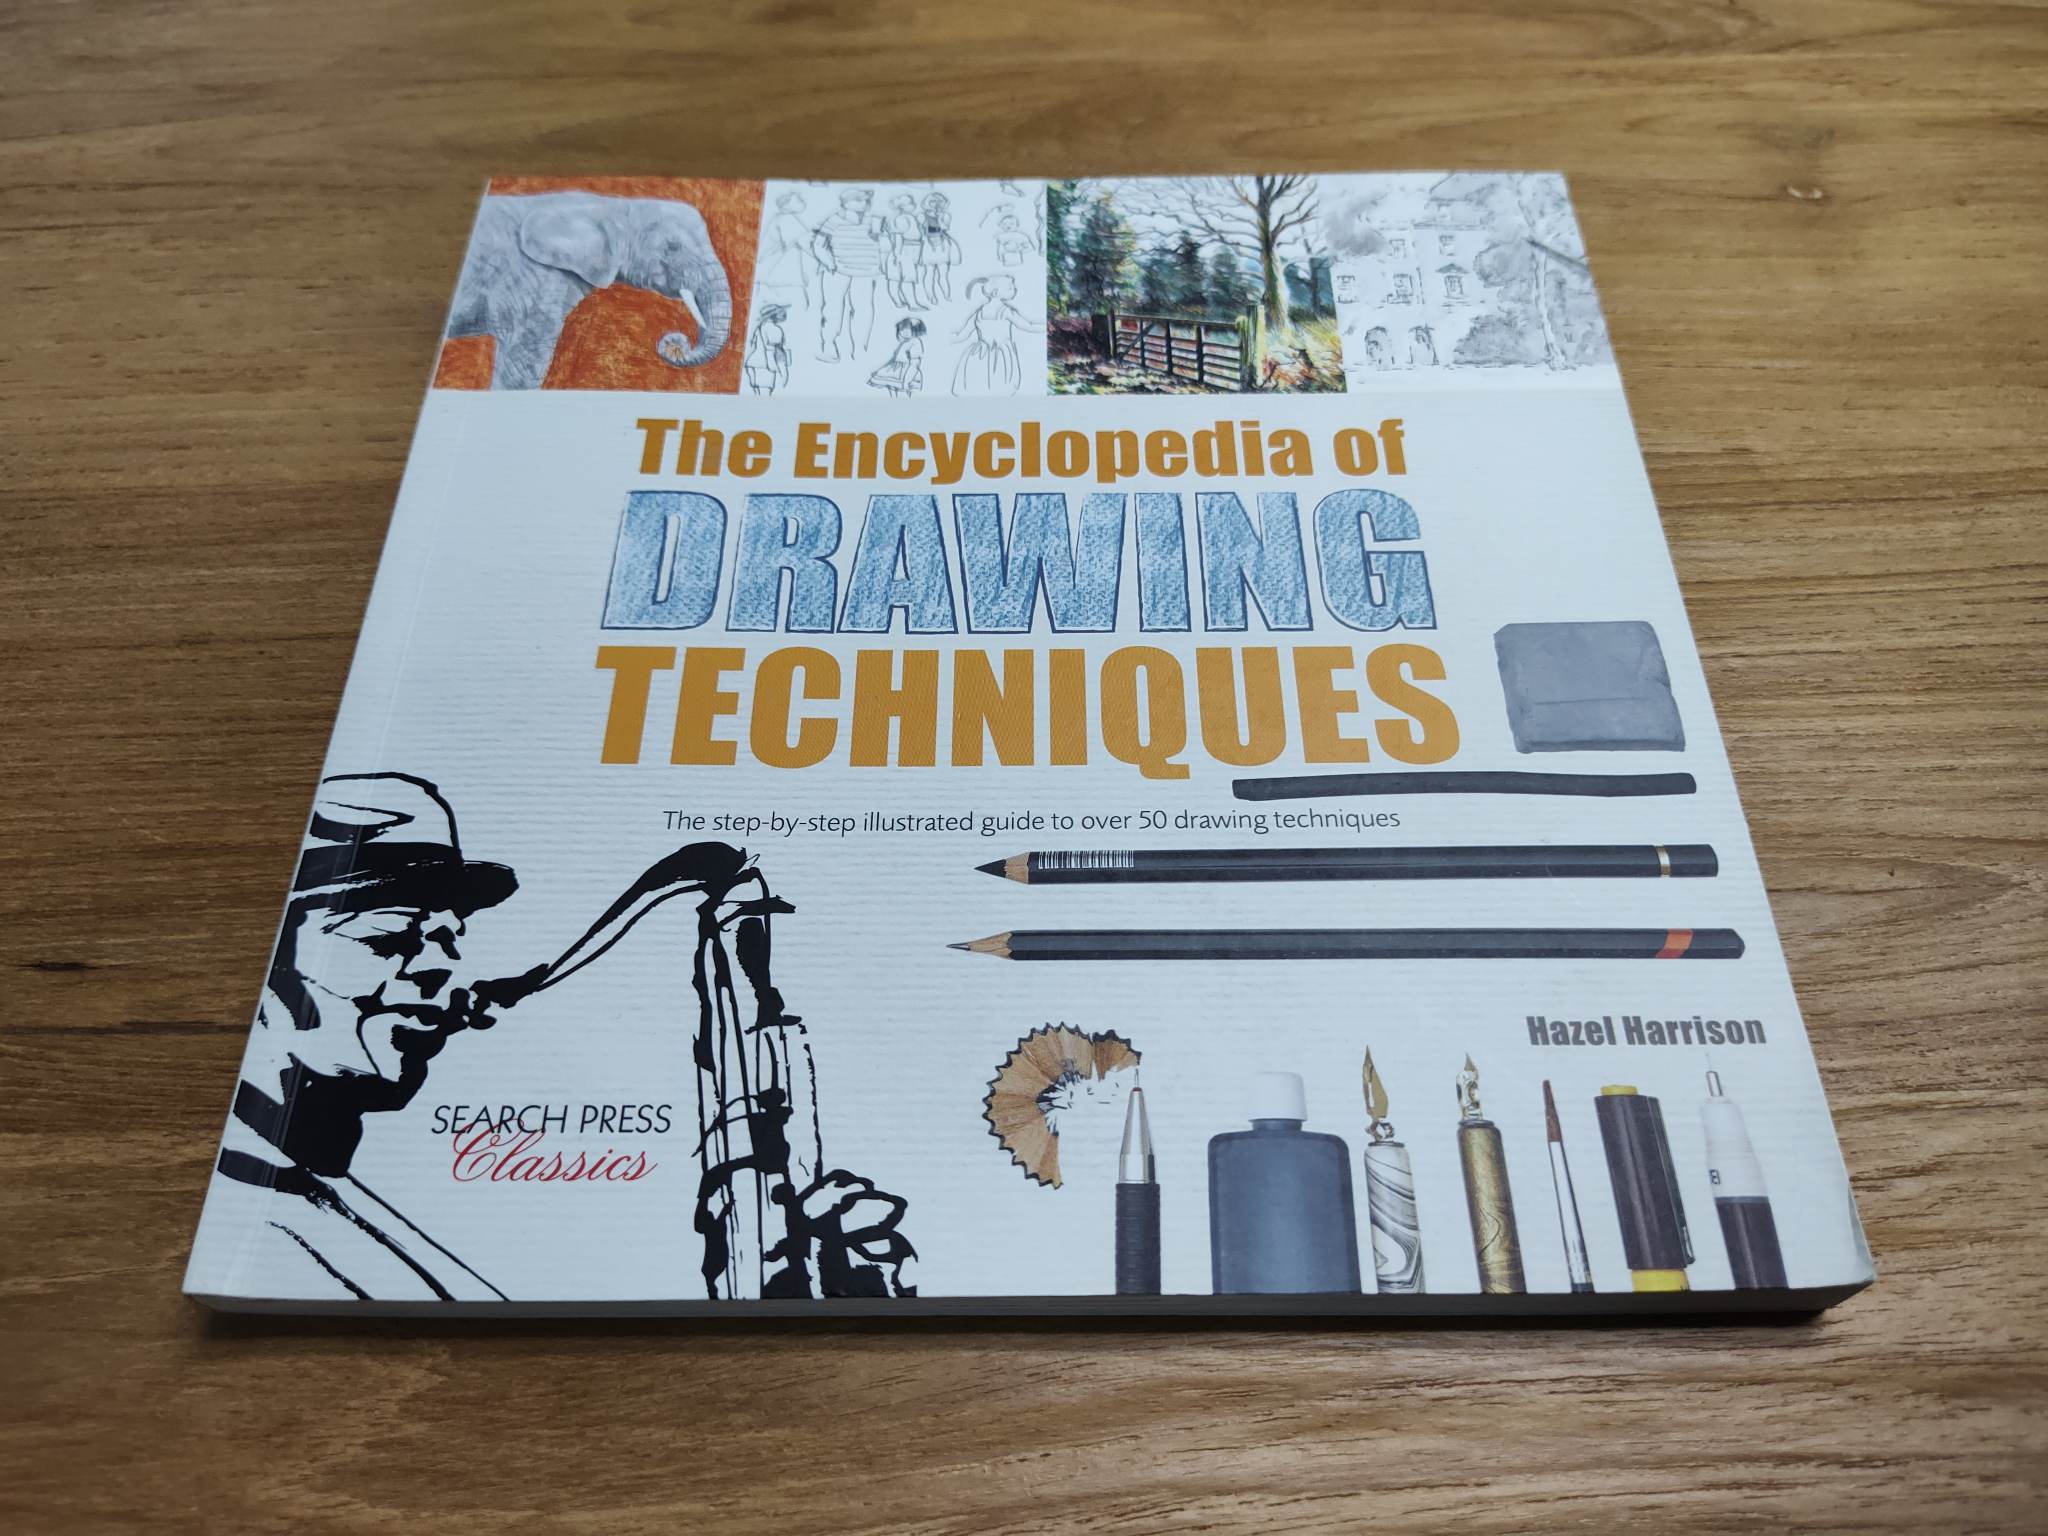 The Encyclopedia of
DRAWING
TECHNIQUES
The step-by-step illustrated guide to over 50 drawing techniques
Hazel Harrison
SEARCH PRESS
Classics